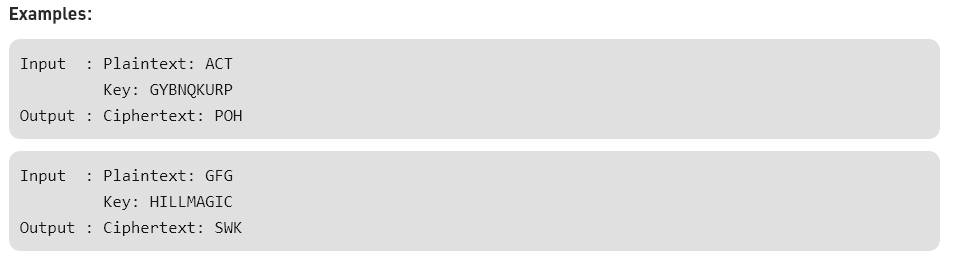 Examples:
Input  : Plaintext: ACT
         Key: GYBNQKURP
Output : Ciphertext: POH
Input  : Plaintext: GFG
         Key: HILLMAGIC
Output : Ciphertext: SWK